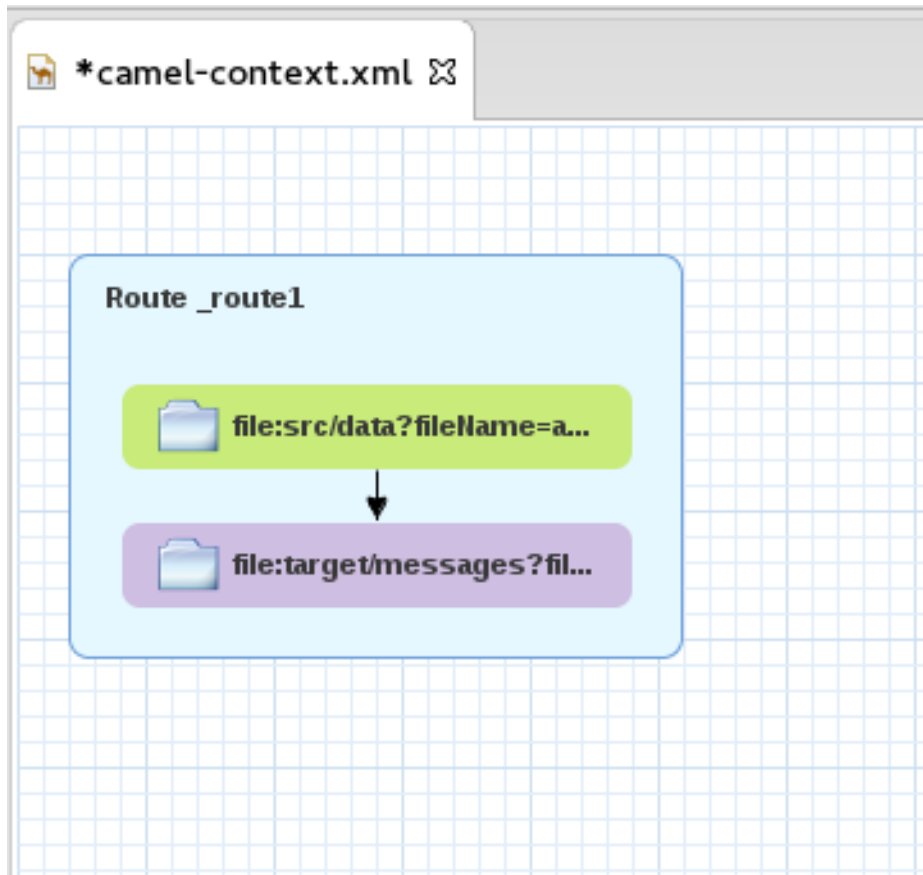 *camel-context.xml
Route _route1
file:src/data?fileName=a...
file:target/messages?fil...